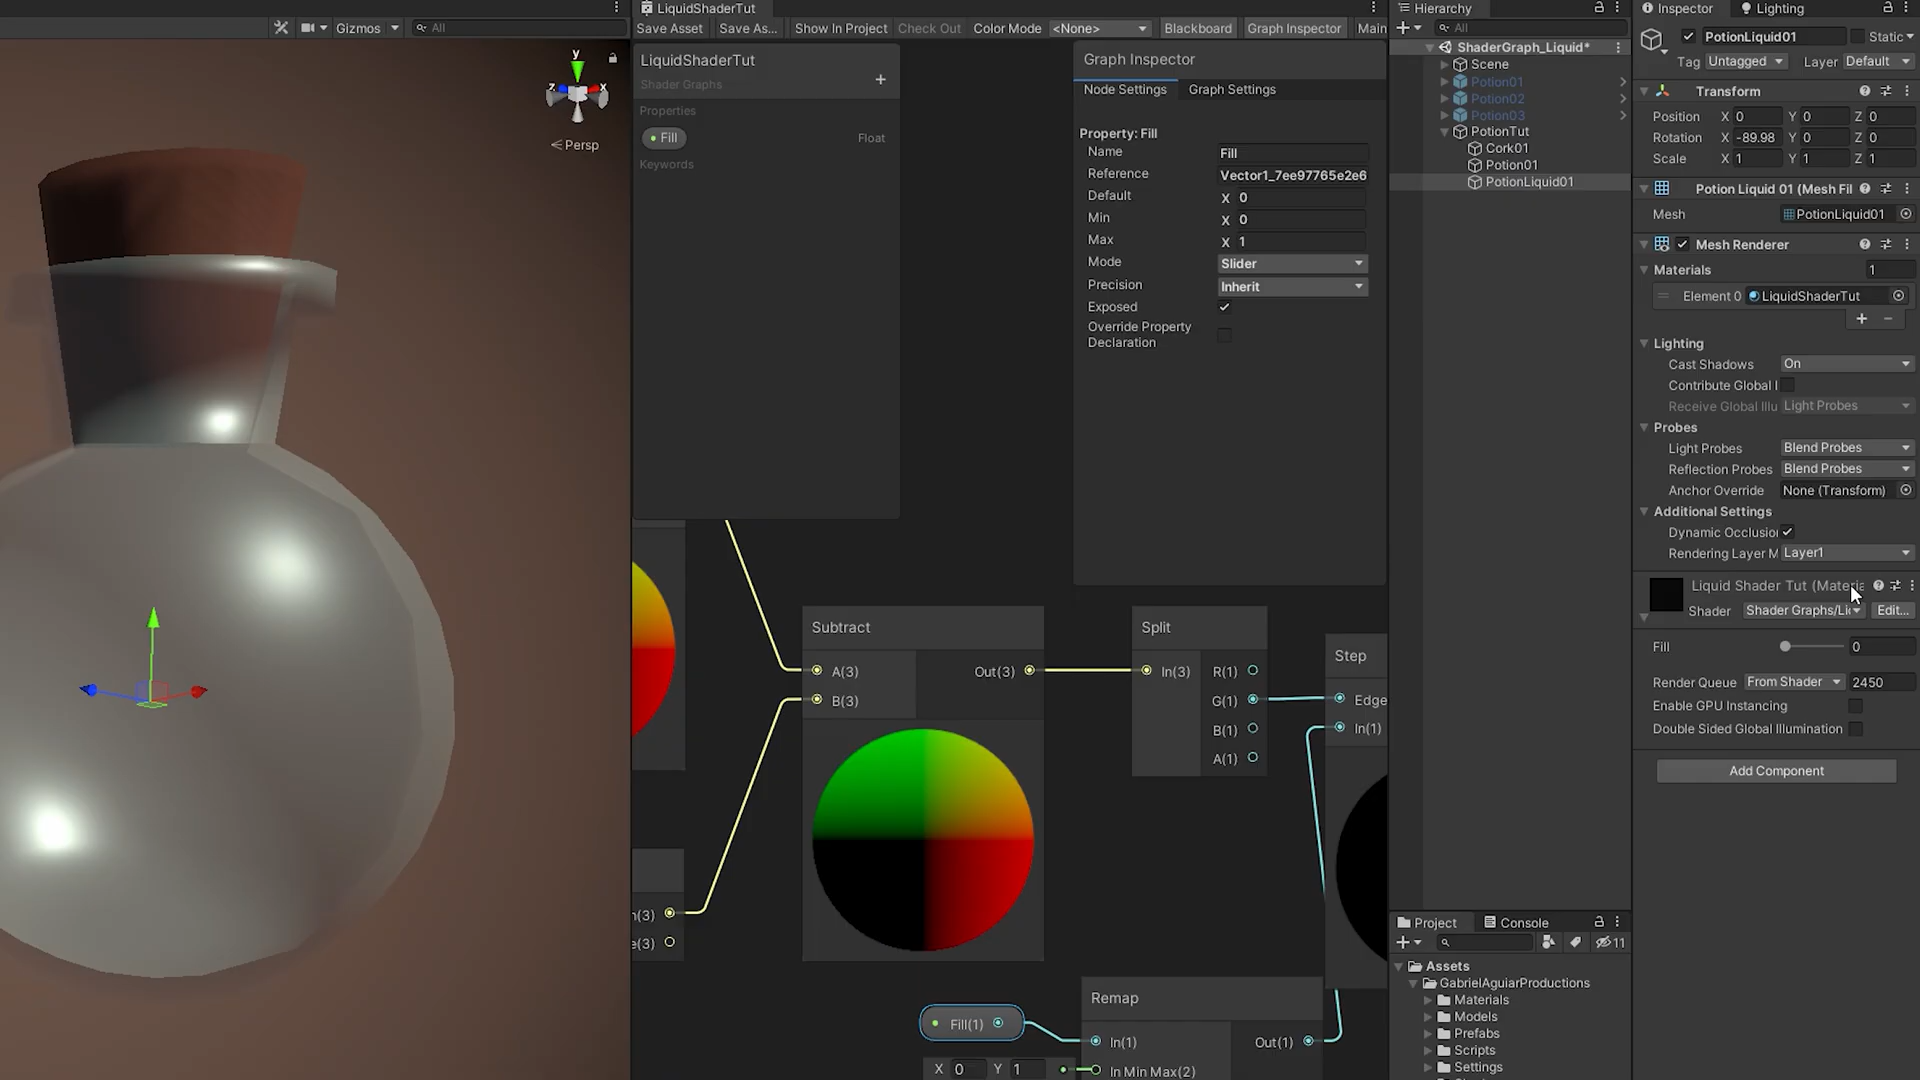 Gizmos
All
y
z
x
Persp
LiquidShaderTut
Save Asset
Save As...
Show In Project
Check Out
Color Mode
<None>
Blackboard
Graph Inspector
Main
LiquidShaderTut
Shader Graphs
Properties
Fill
Float
Keywords
Graph Inspector
Node Settings
Graph Settings
Property: Fill
Name
Fill
Reference
Vector1_7ee97765e2e6
Default
X 0
Min
X 0
Max
X 1
Mode
Slider
Precision
Inherit
Exposed
Override Property
Declaration
Subtract
A(3)
Out(3)
B(3)
Split
In(3)
R(1)
G(1)
B(1)
A(1)
Step
Edge
In(1)
Fill(1)
Remap
In(1)
Out(1)
X 0 Y 1
In Min Max(2)
Hierarchy
All
ShaderGraph_Liquid*
Scene
Potion01
Potion02
Potion03
PotionTut
Cork01
Potion01
PotionLiquid01
Project
Console
11
Assets
GabrielAguiarProductions
Materials
Models
Prefabs
Scripts
Settings
Inspector
Lighting
PotionLiquid01
Static
Tag Untagged
Layer Default
Transform
Position X 0 Y 0 Z 0
Rotation X -89.98 Y 0 Z 0
Scale X 1 Y 1 Z 1
Potion Liquid 01 (Mesh Fil
Mesh
PotionLiquid01
Mesh Renderer
Materials
1
Element 0
LiquidShaderTut
Lighting
Cast Shadows
On
Contribute Global I
Receive Global Illu
Light Probes
Probes
Light Probes
Blend Probes
Reflection Probes
Blend Probes
Anchor Override
None (Transform)
Additional Settings
Dynamic Occlusion
Rendering Layer M
Layer1
Liquid Shader Tut (Materia
Shader
Shader Graphs/Li
Edit...
Fill
0
Render Queue
From Shader
2450
Enable GPU Instancing
Double Sided Global Illumination
Add Component